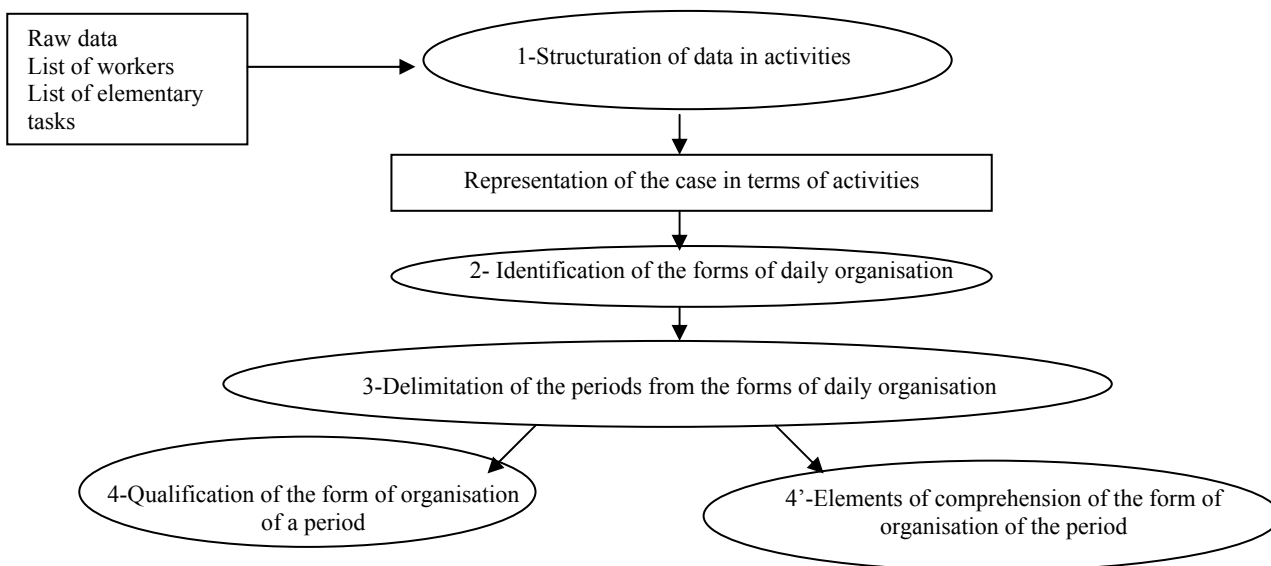 Raw data
List of workers
List of elementary
tasks
1-Structuration of data in activities
Representation of the case in terms of activities
2- Identification of the forms of daily organisation
3-Delimitation of the periods from the forms of daily organisation
4-Qualification of the form of organisation
of a period
4’-Elements of comprehension of the form of
organisation of the period